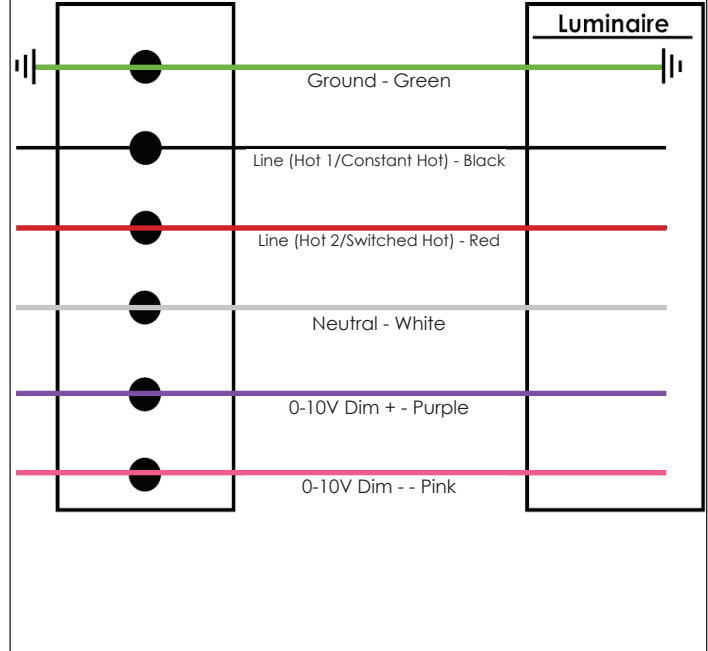 Luminaire
Ground - Green
Line (Hot 1/Constant Hot) - Black
Line (Hot 2/Switched Hot) - Red
Neutral - White
0-10V Dim + - Purple
0-10V Dim - - Pink